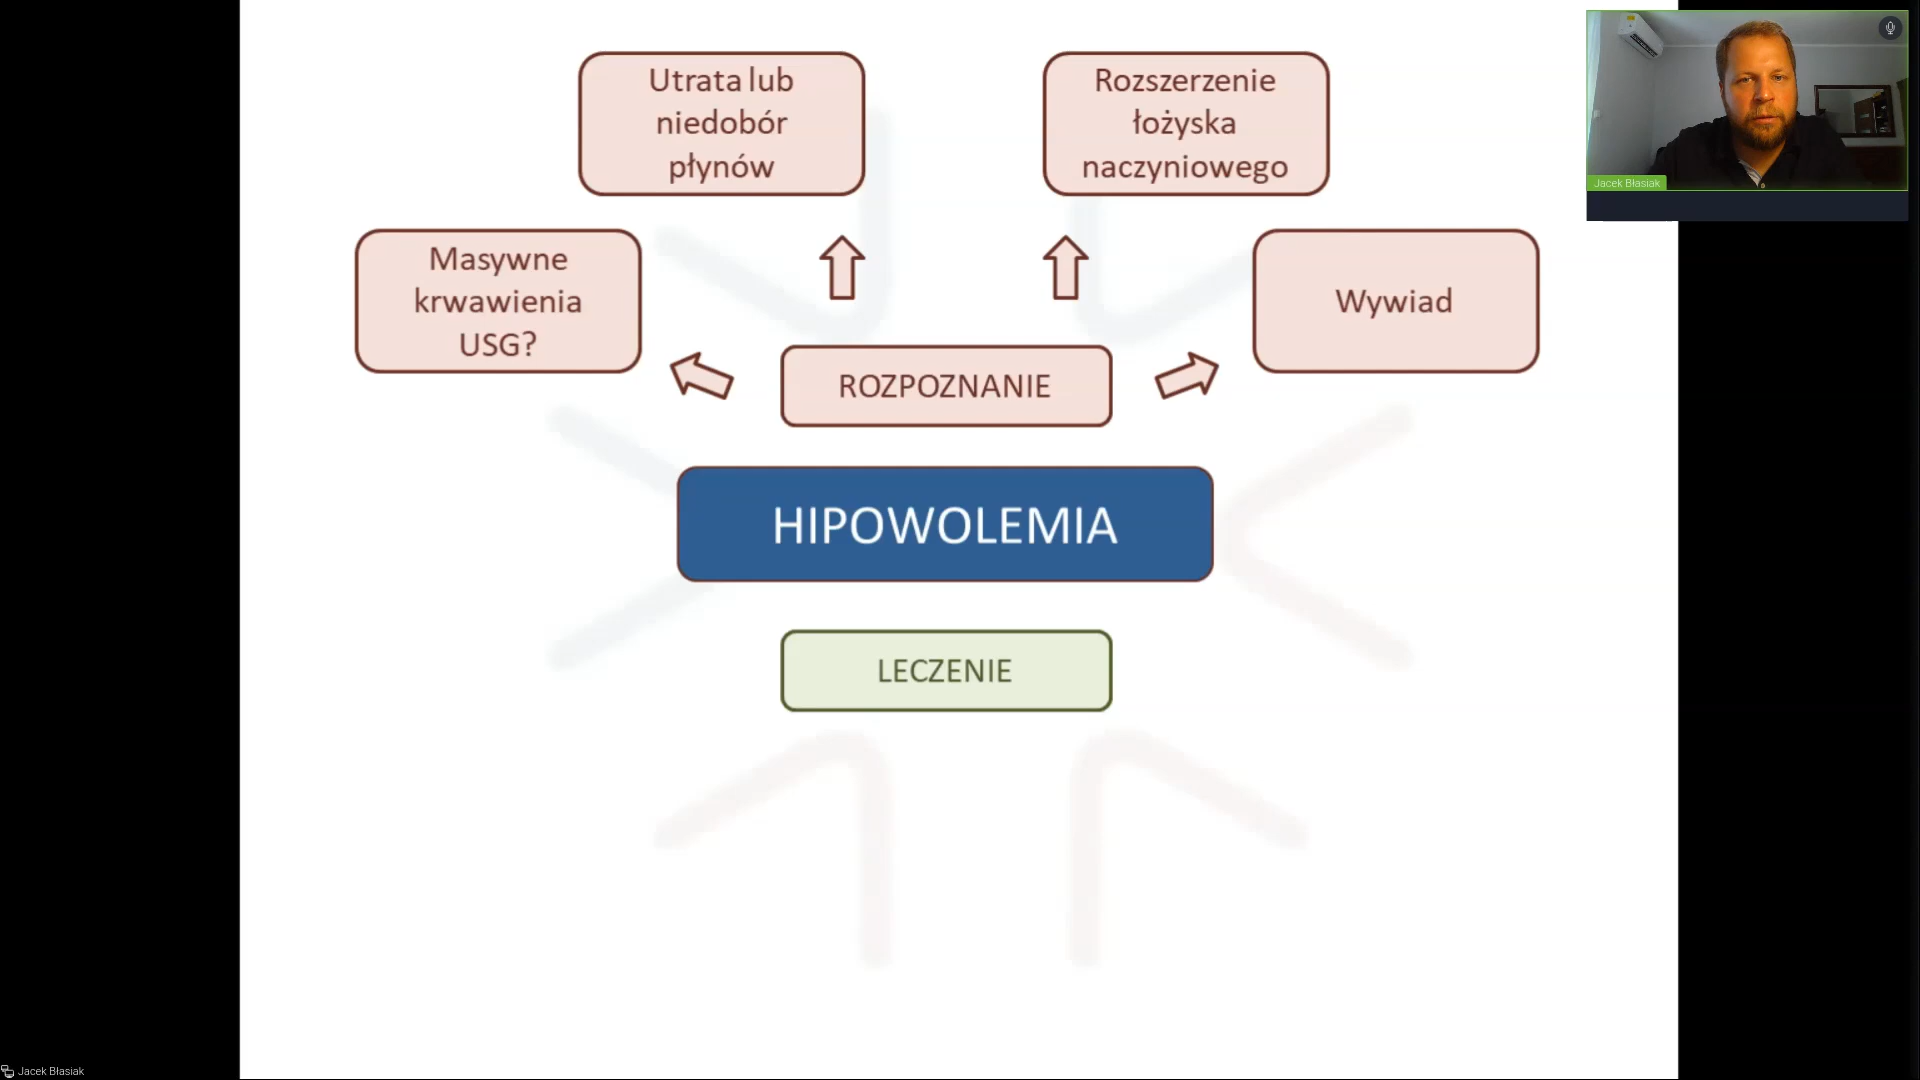 Utrata lub
niedobór
płynów
Rozszerzenie
łożyska
naczyniowego
Jacek Błasiak
Masywne
krwawienia
USG?
Wywiad
ROZPOZNANIE
HIPOWOLEMIA
LECZENIE
Jacek Błasiak